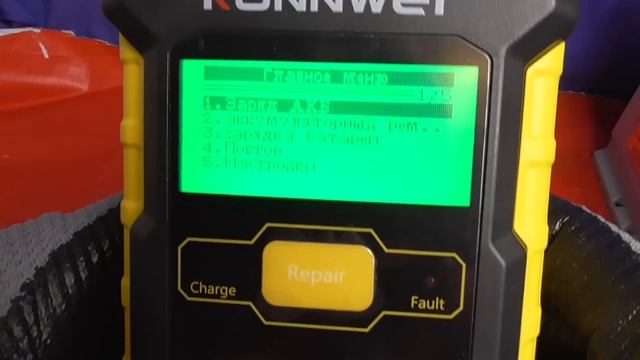 KONNWEI
Главное меню
1/5
1.Заряд АКБ
2.аккумуляторный рем..
3.зарядка батареи
4.Повтор
5.Настройки
Repair
Charge
Fault